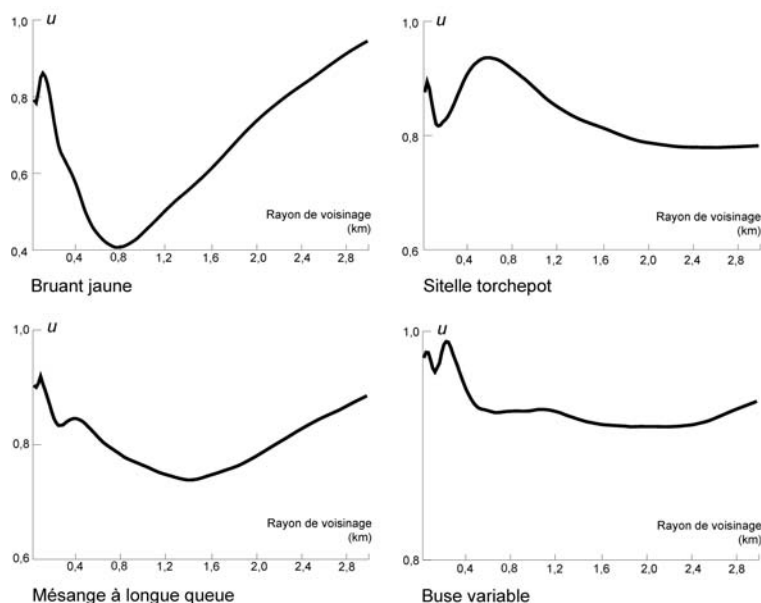 u
1,0
0,8
0,6
0,4
Rayon de voisinage
(km)
0,4 0,8 1,2 1,6 2,0 2,4 2,8
Bruant jaune
u
1,0
0,8
0,6
Rayon de voisinage
(km)
0,4 0,8 1,2 1,6 2,0 2,4 2,8
Sitelle torchepot
u
1,0
0,8
0,6
Rayon de voisinage
(km)
0,4 0,8 1,2 1,6 2,0 2,4 2,8
Mésange à longue queue
u
1,0
0,8
Rayon de voisinage
(km)
0,4 0,8 1,2 1,6 2,0 2,4 2,8
Buse variable